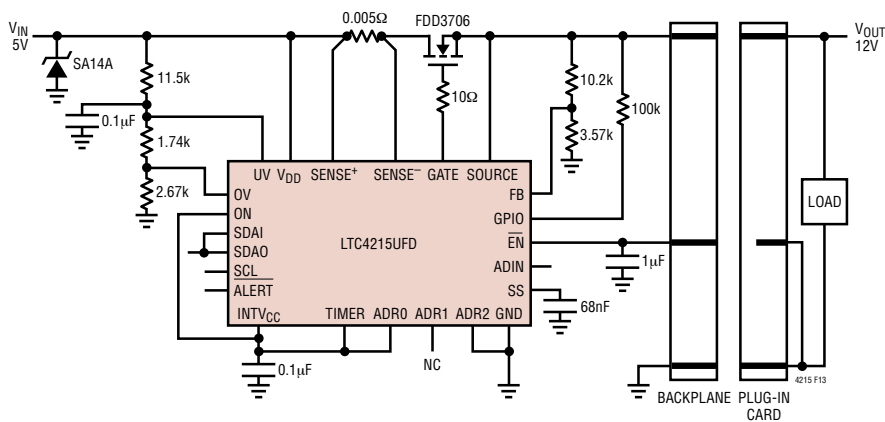 VIN
5V
SA14A
11.5k
0.1μF
1.74k
2.67k
0.005Ω
FDD3706
10Ω
10.2k
3.57k
100k
VOUT
12V
LOAD
UV VDD SENSE+ SENSE– GATE SOURCE
OV
ON
SDAI
SDAO
SCL
ALERT
INTVCC TIMER ADR0 ADR1 ADR2 GND
LTC4215UFD
FB
GPIO
EN
ADIN
SS
1μF
68nF
0.1μF
NC
BACKPLANE
PLUG-IN
CARD
4215 F13